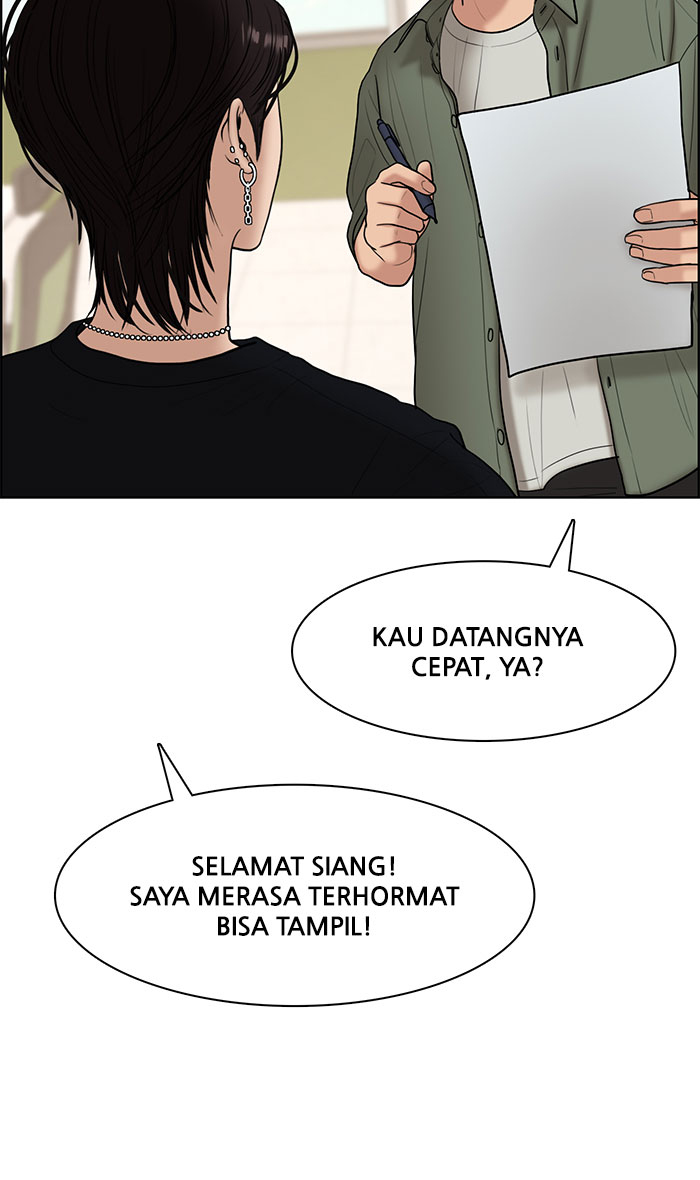 KAU DATANGNYA
CEPAT, YA?
SELAMAT SIANG!
SAYA MERASA TERHORMAT
BISA TAMPIL!